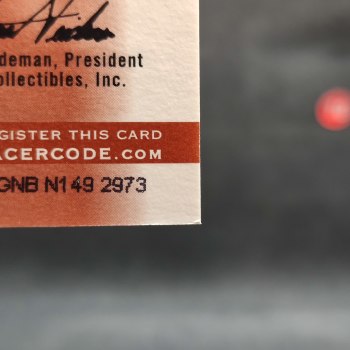 deman, President
ollectibles, Inc.
GISTER THIS CARD
ACERCODE.COM
GNB N149 2973